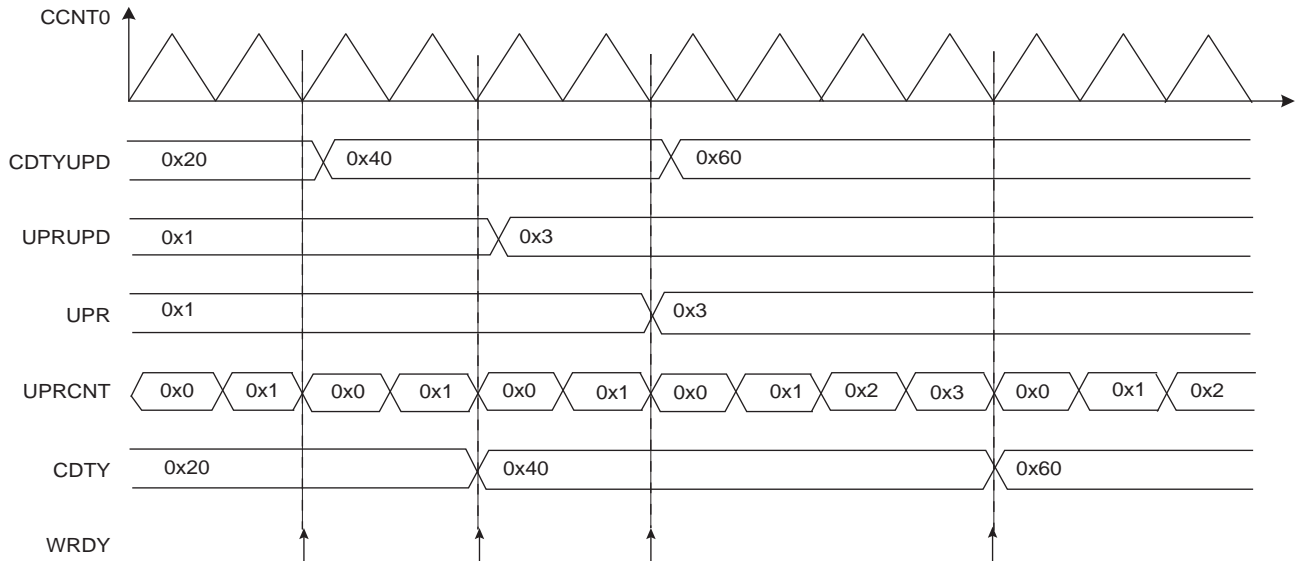 CCNT0
CDTYUPD 0x20 0x40 0x60
UPRUPD 0x1 0x3
UPR 0x1 0x3
UPRCNT 0x0 0x1 0x0 0x1 0x0 0x1 0x0 0x1 0x2 0x3 0x0 0x1 0x2
CDTY 0x20 0x40 0x60
WRDY